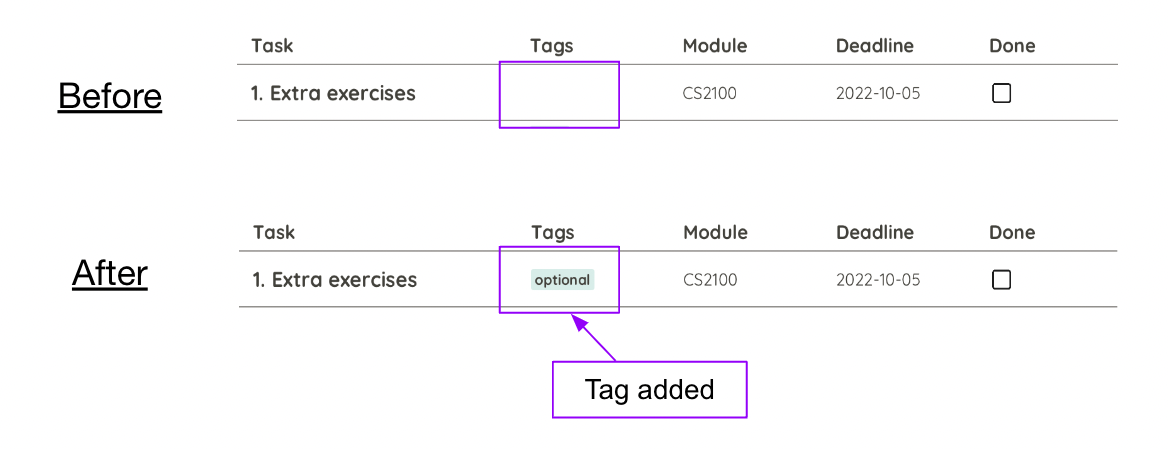 Task Tags Module Deadline Done
Before
1. Extra exercises CS2100 2022-10-05
Task Tags Module Deadline Done
After
1. Extra exercises optional CS2100 2022-10-05
Tag added